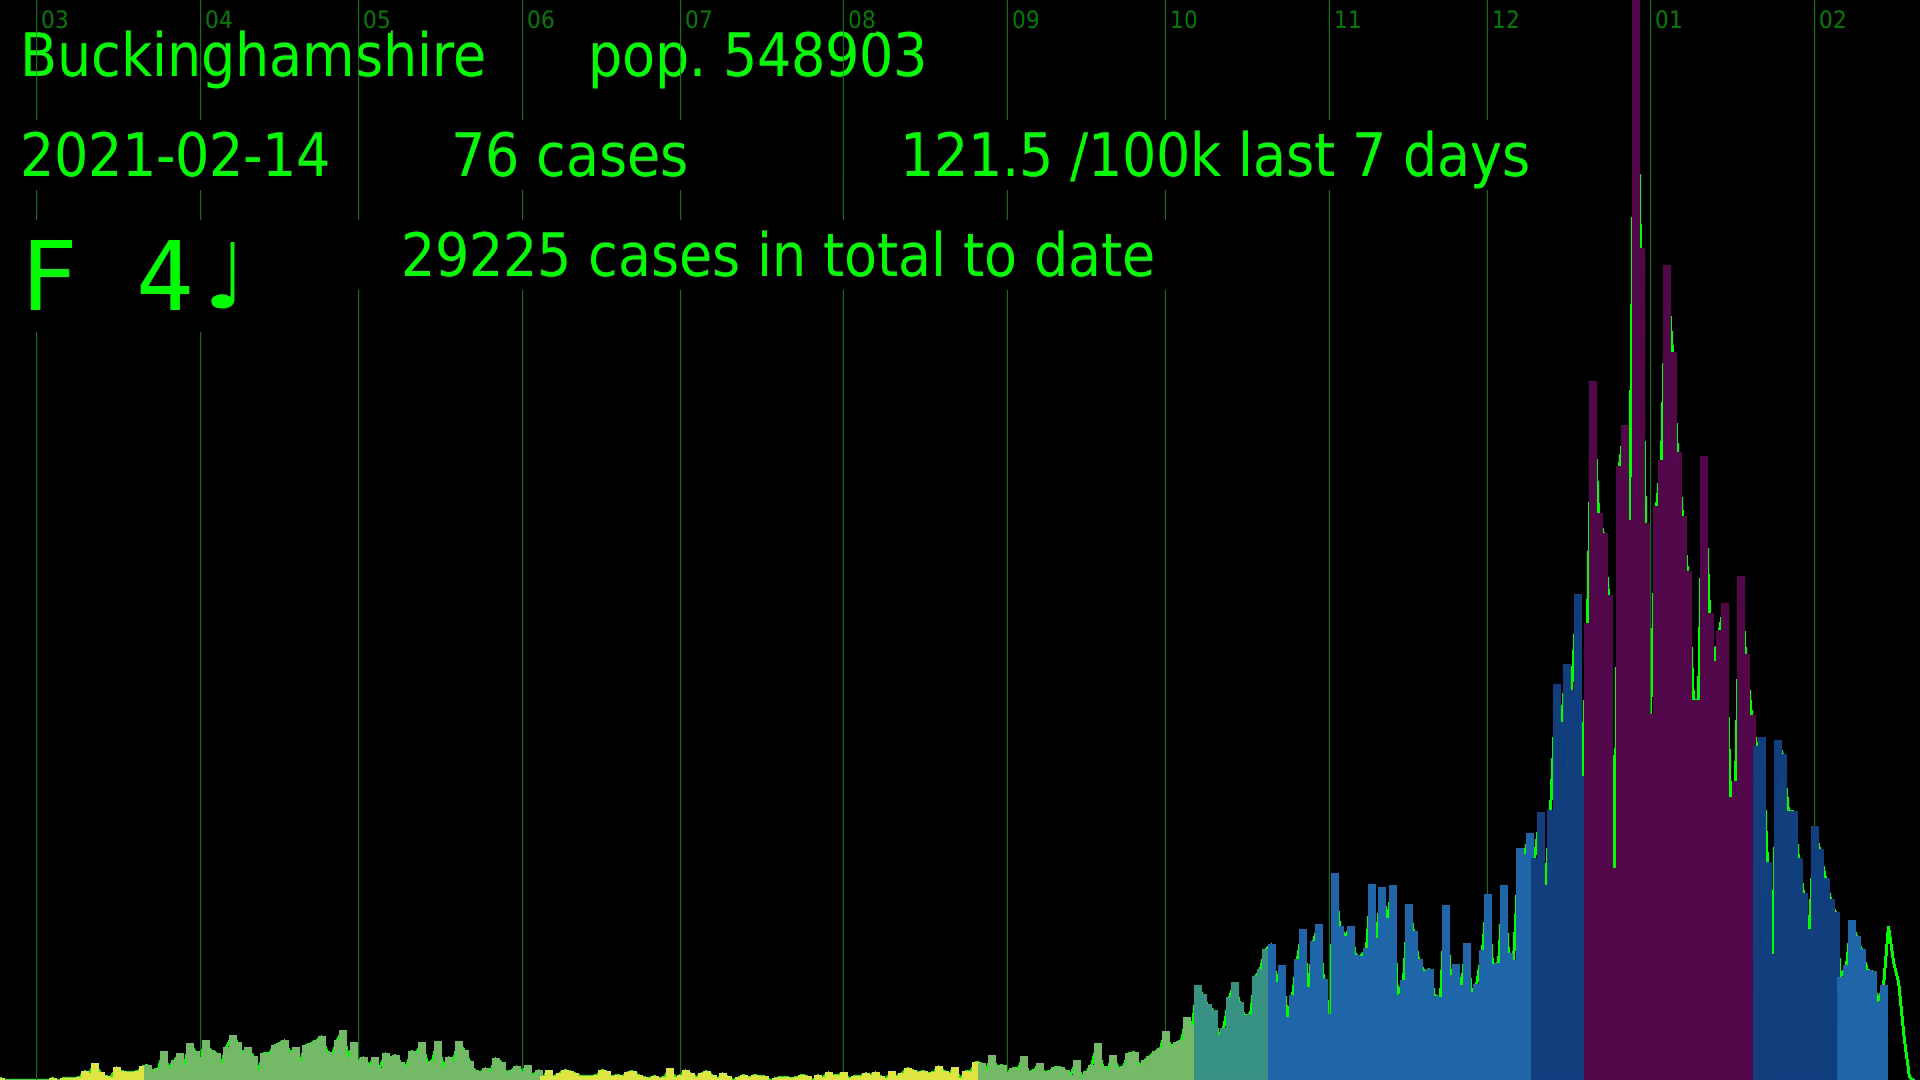 03 04 05 06 07 08 09 10 11 12 01 02
Buckinghamshire pop. 548903
2021-02-14 76 cases 121.5 /100k last 7 days
F 4♩ 29225 cases in total to date